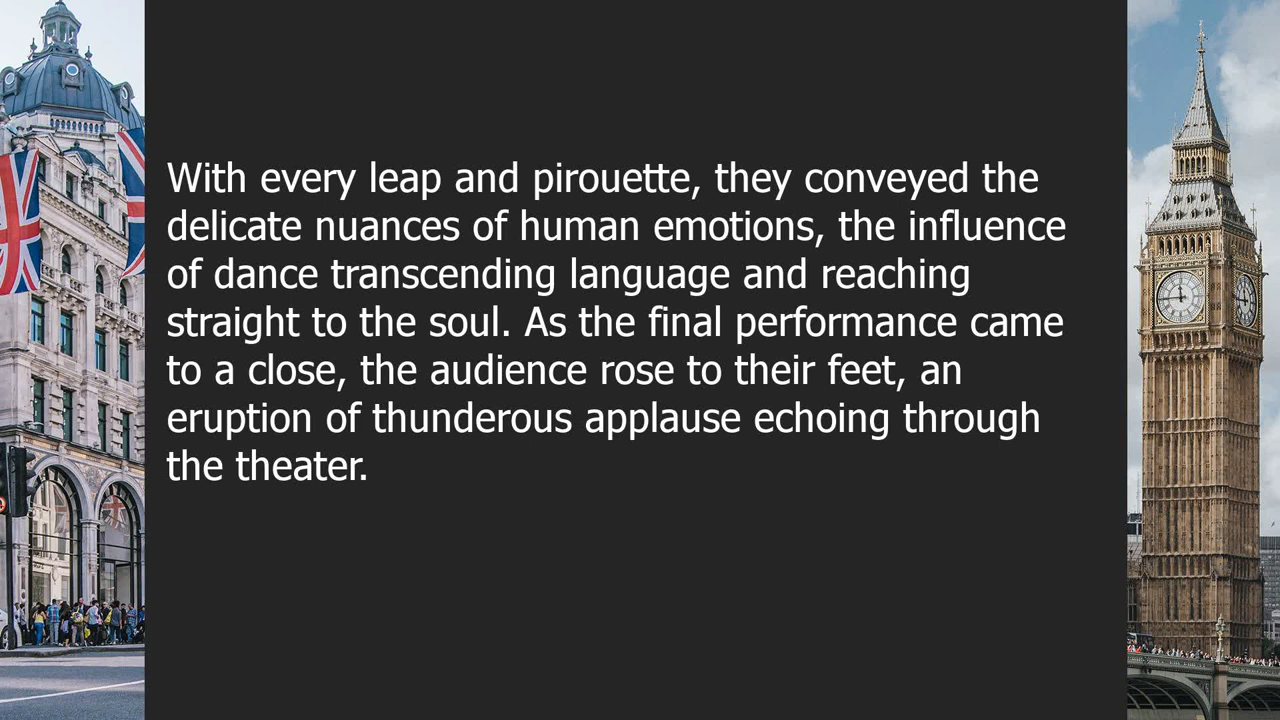 With every leap and pirouette, they conveyed the
delicate nuances of human emotions, the influence
of dance transcending language and reaching
straight to the soul. As the final performance came
to a close, the audience rose to their feet, an
eruption of thunderous applause echoing through
the theater.